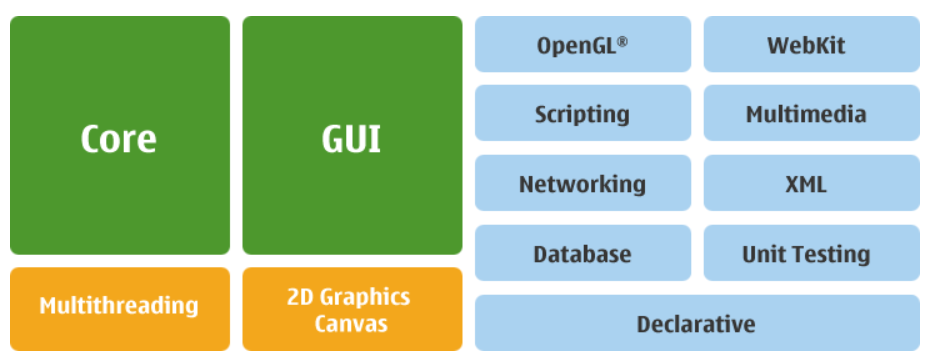 Core
GUI
OpenGL®
WebKit
Scripting
Multimedia
Networking
XML
Database
Unit Testing
Multithreading
2D Graphics
Canvas
Declarative